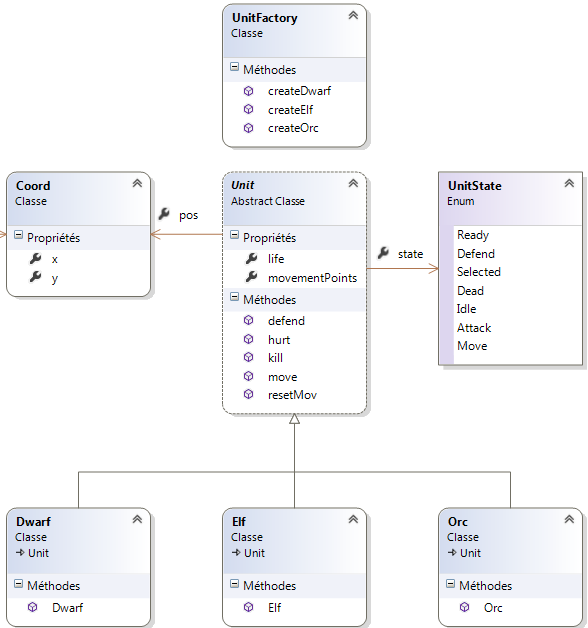 UnitFactory
Classe
Méthodes
createDwarf
createElf
createOrc
Coord
Classe
Propriétés
x
y
pos
Unit
Abstract Classe
Propriétés
life
movementPoints
Méthodes
defend
hurt
kill
move
resetMov
state
UnitState
Enum
Ready
Defend
Selected
Dead
Idle
Attack
Move
Dwarf
Classe
Unit
Méthodes
Dwarf
Elf
Classe
Unit
Méthodes
Elf
Orc
Classe
Unit
Méthodes
Orc